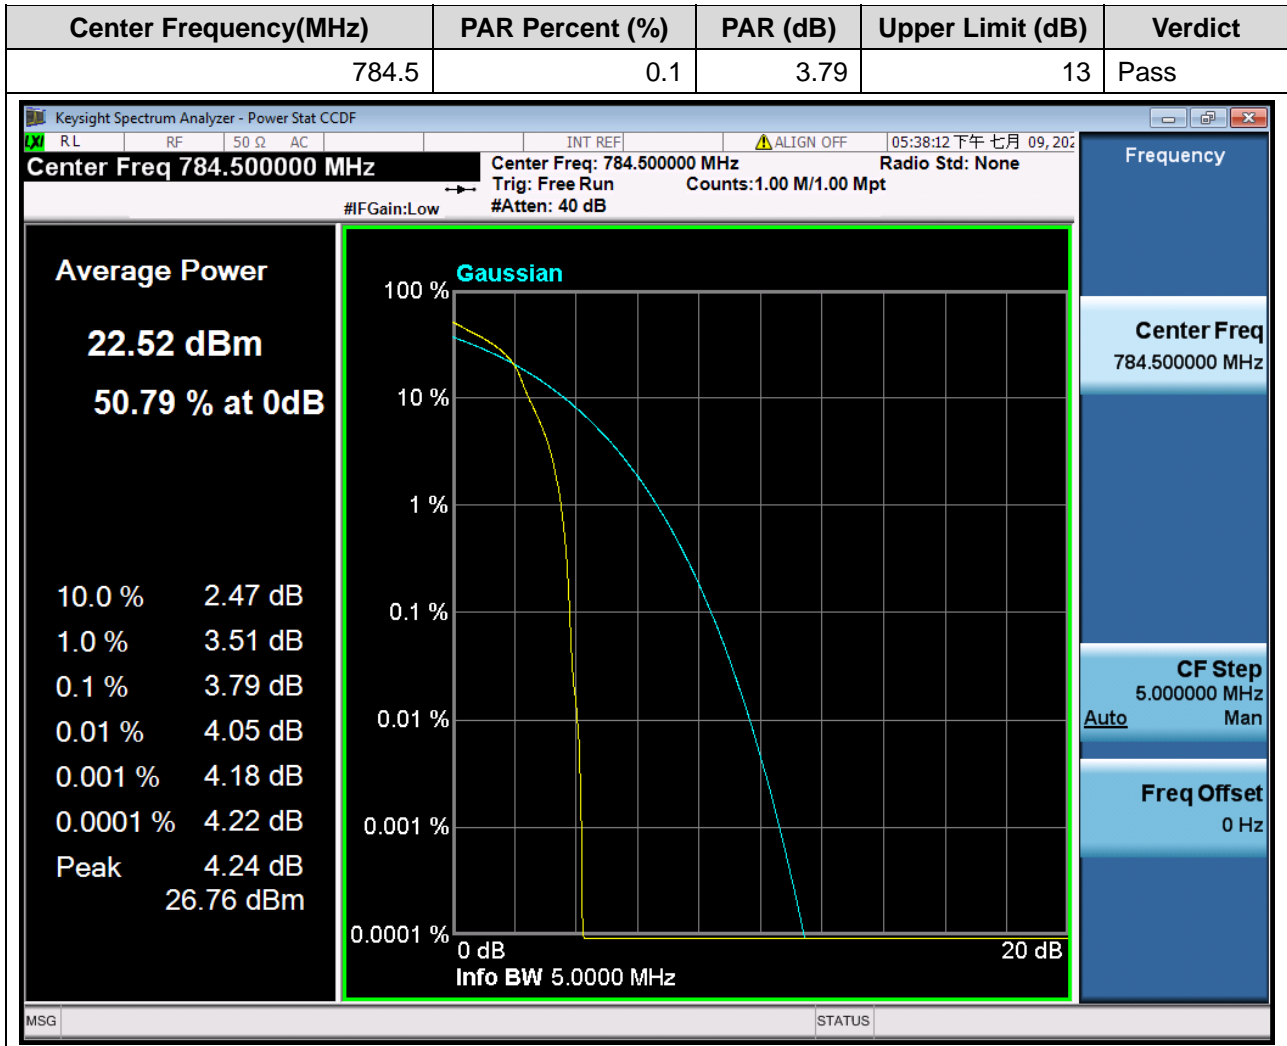 Center Frequency(MHz) PAR Percent (%) PAR (dB) Upper Limit (dB) Verdict
784.5 0.1 3.79 13 Pass
Keysight Spectrum Analyzer - Power Stat CCDF
LXI RL RF 50 Ω AC INT REF ALIGN OFF 05:38:12 下午 七月 09, 202
Center Freq 784.500000 MHz
Center Freq: 784.500000 MHz Radio Std: None
Trig: Free Run Counts:1.00 M/1.00 Mpt
#IFGain:Low #Atten: 40 dB
Average Power
22.52 dBm
50.79 % at 0dB
10.0 % 2.47 dB
1.0 % 3.51 dB
0.1 % 3.79 dB
0.01 % 4.05 dB
0.001 % 4.18 dB
0.0001 % 4.22 dB
Peak 4.24 dB
26.76 dBm
Gaussian
100 %
10 %
1 %
0.1 %
0.01 %
0.001 %
0.0001 %
0 dB 20 dB
Info BW 5.0000 MHz
Frequency
Center Freq
784.500000 MHz
CF Step
5.000000 MHz
Auto Man
Freq Offset
0 Hz
MSG STATUS